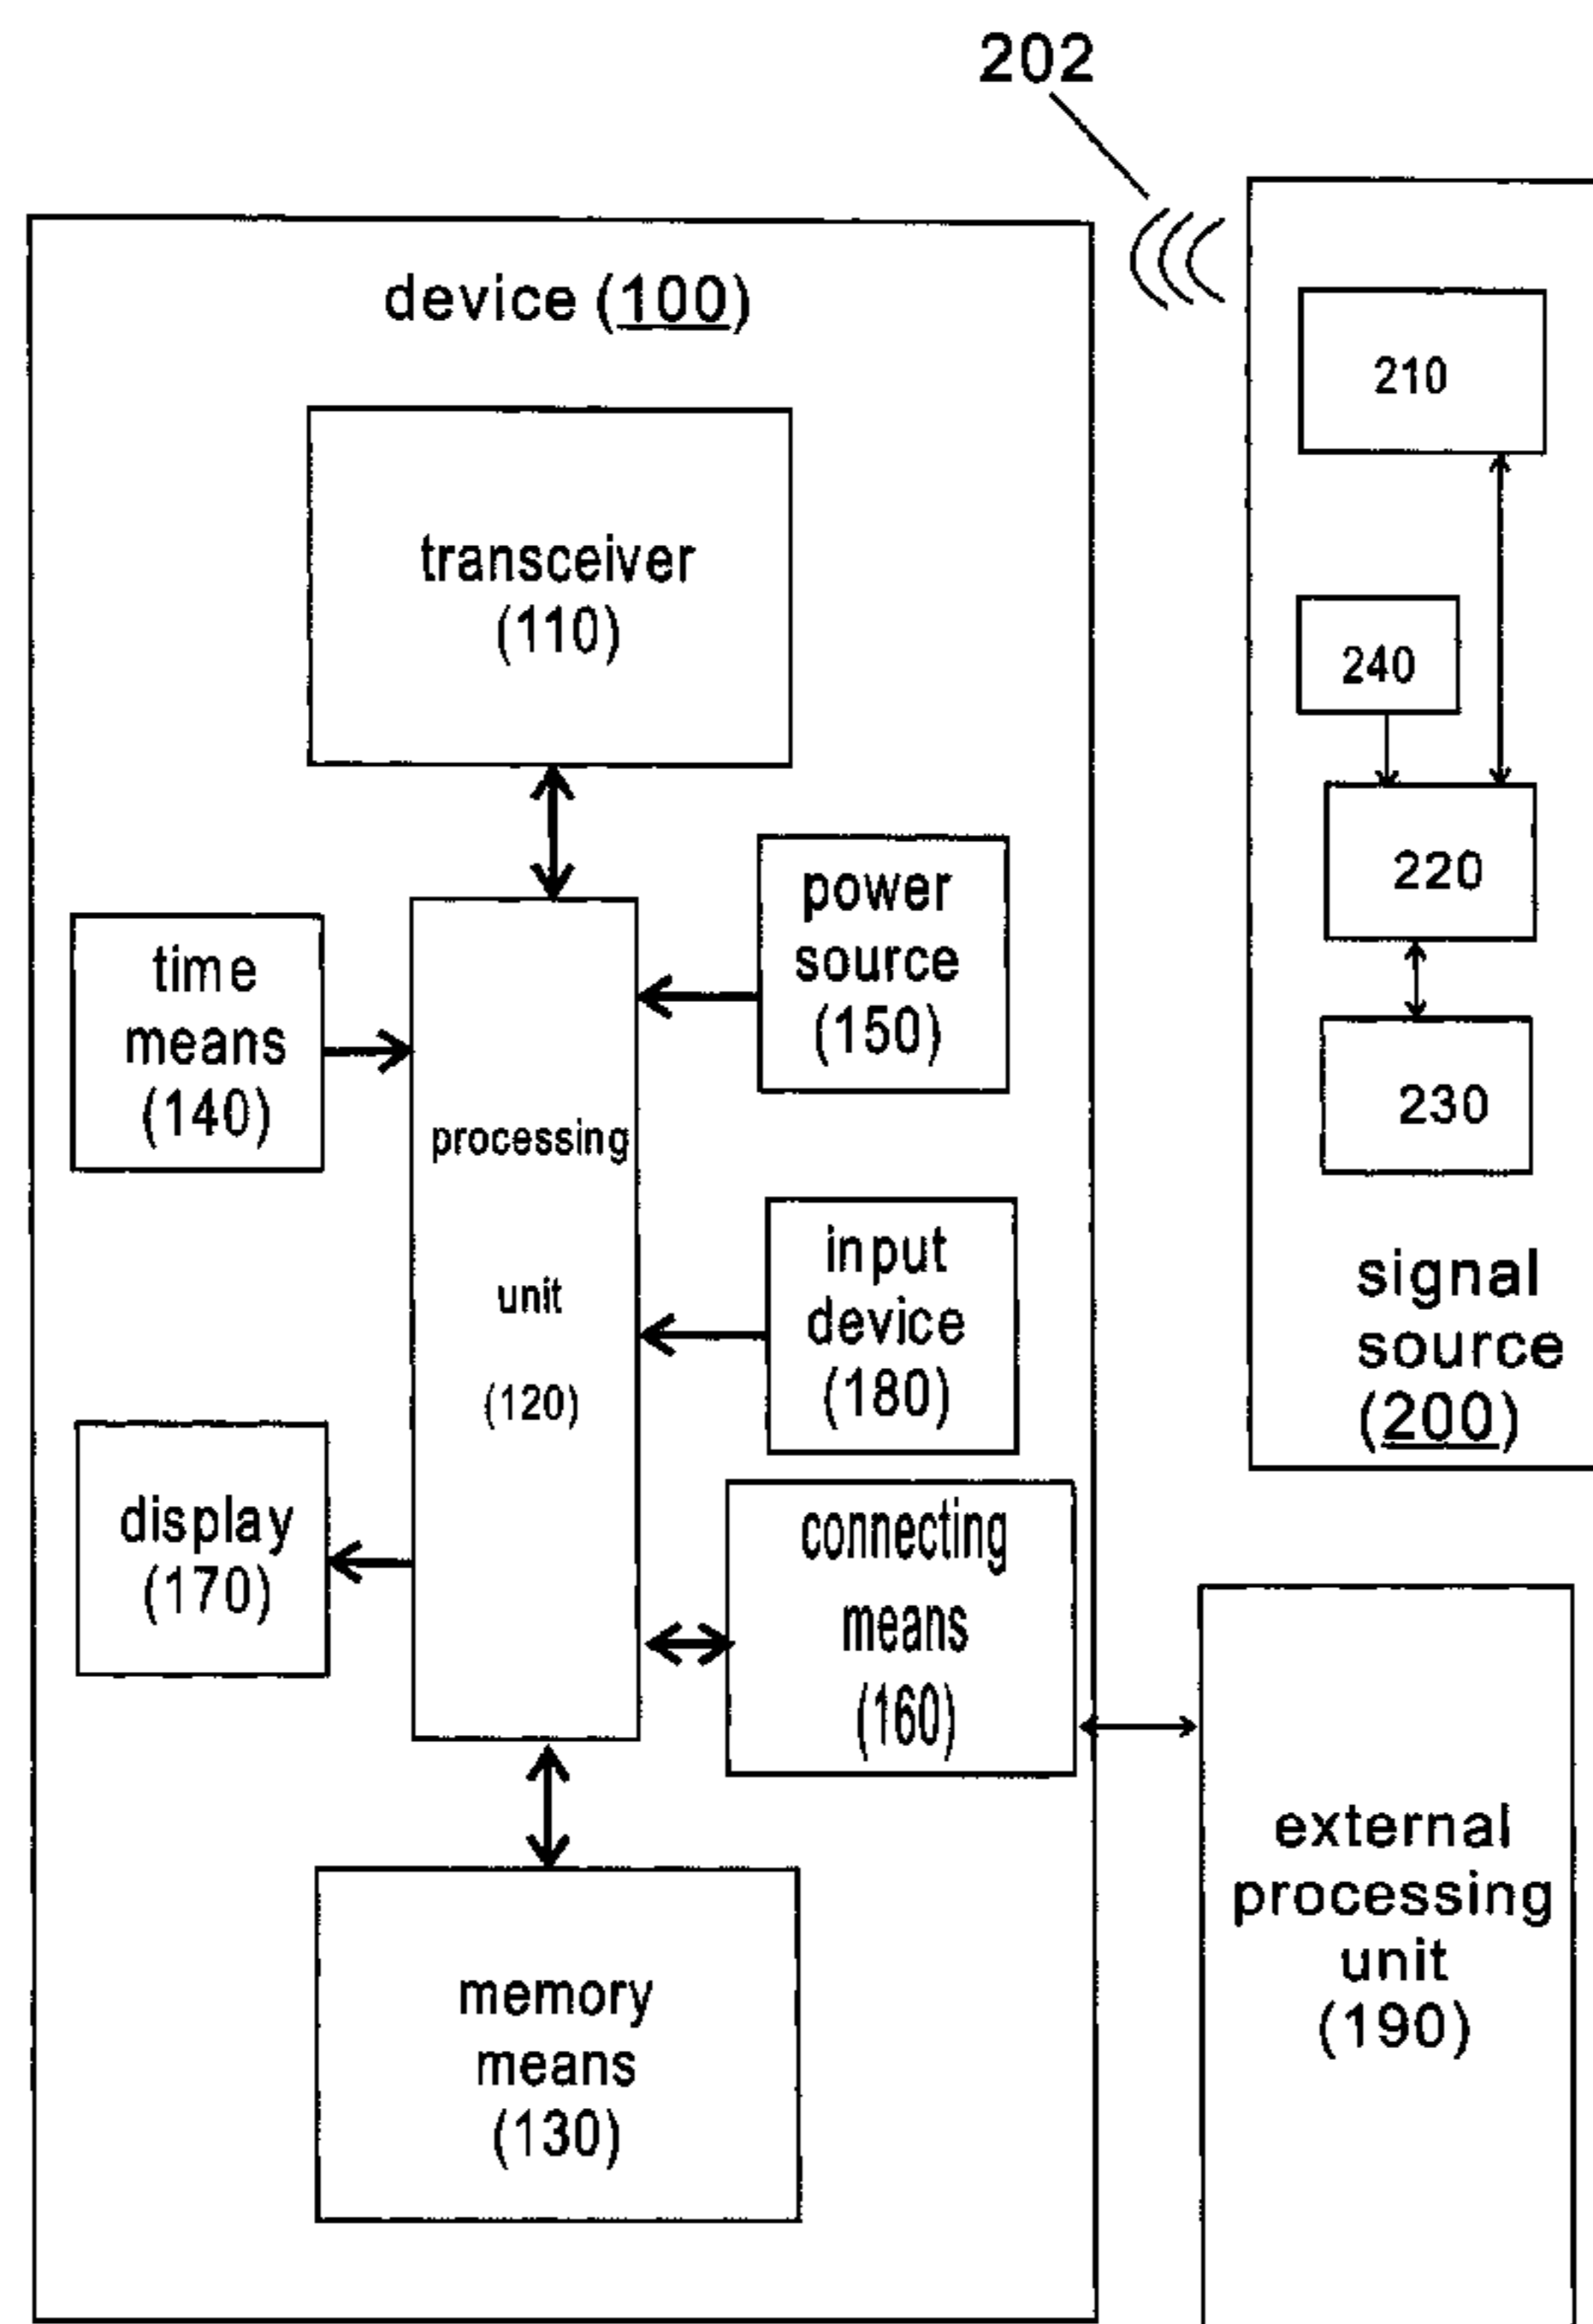 202
device (100)
transceiver
(110)
210
240
220
230
signal
source
(200)
power
source
(150)
time
means
(140)
processing
unit
(120)
input
device
(180)
display
(170)
connecting
means
(160)
memory
means
(130)
external
processing
unit
(190)